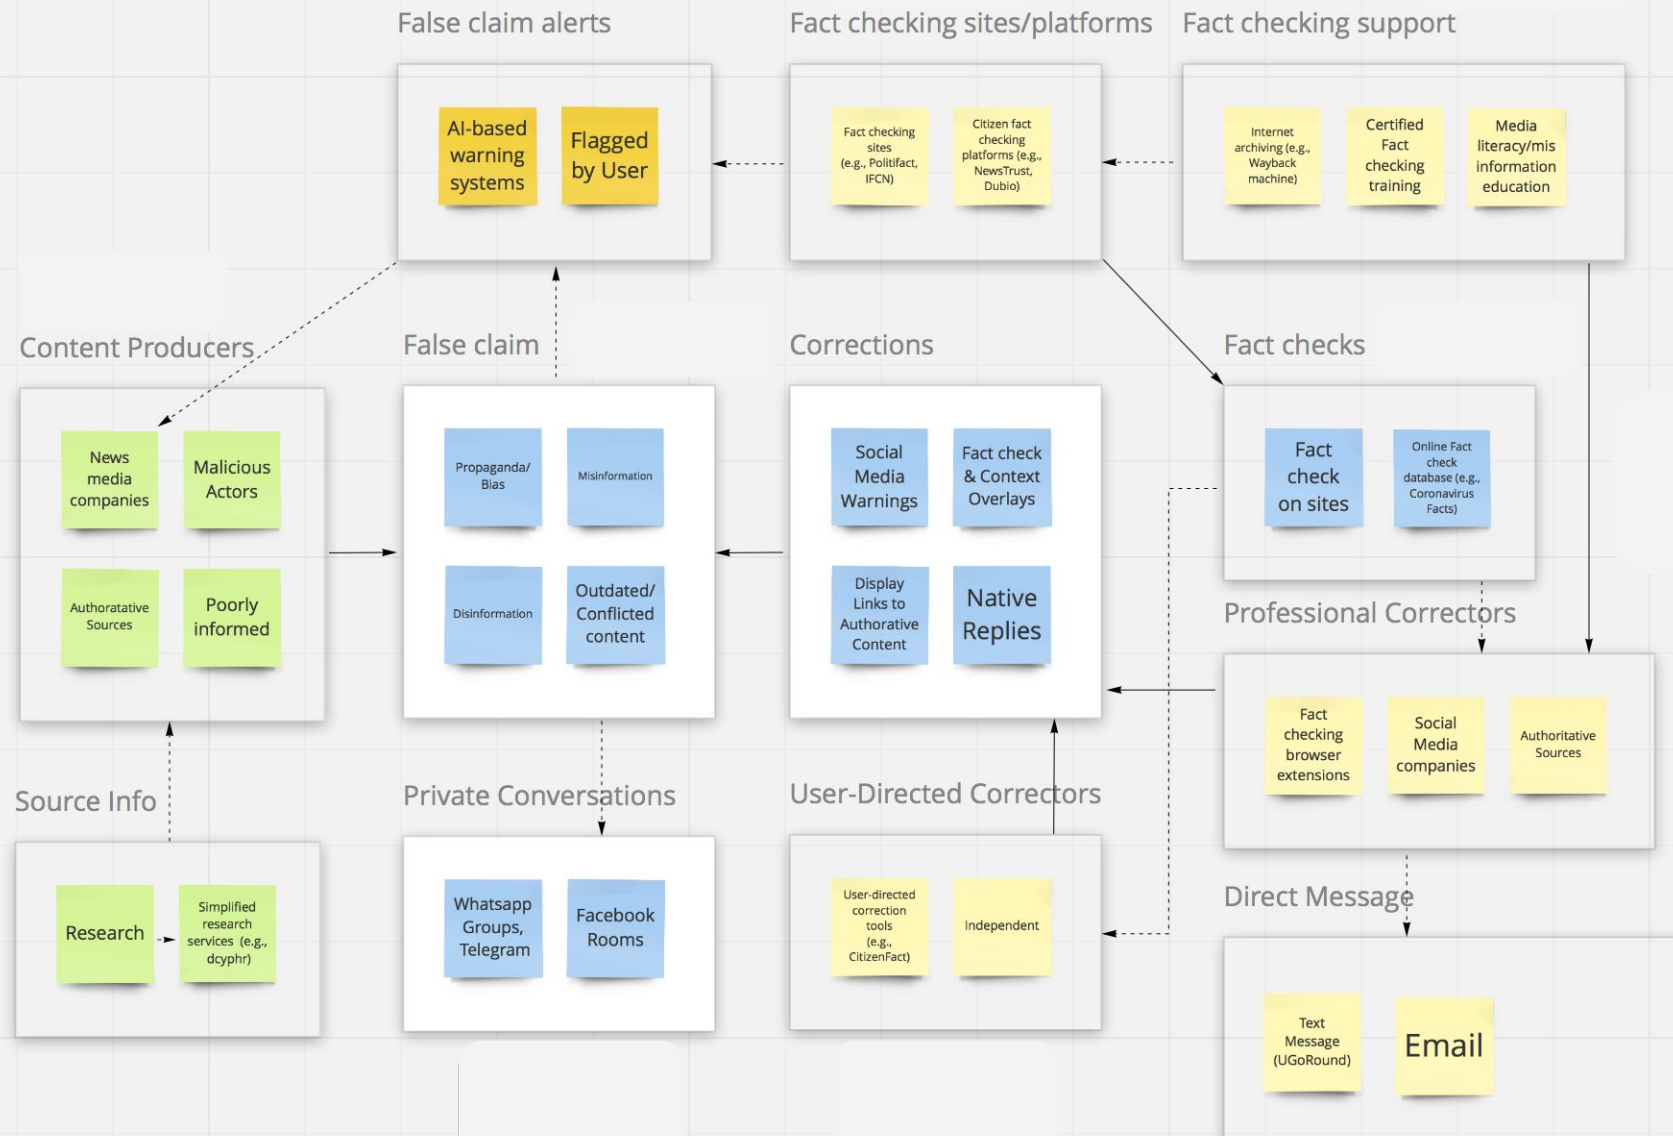 False claim alerts
Fact checking sites/platforms
Fact checking support
AI-based
warning
systems
Flagged
by User
Fact checking
sites
(e.g., Politifact,
IFCN)
Citizen fact
checking
platforms (e.g.,
NewsTrust,
Dubio)
Internet
archiving (e.g.,
Wayback
machine)
Certified
Fact
checking
training
Media
literacy/mis
information
education
Content Producers
False claim
Corrections
Fact checks
News
media
companies
Malicious
Actors
Authoratative
Sources
Poorly
informed
Propaganda/
Bias
Misinformation
Disinformation
Outdated/
Conflicted
content
Social
Media
Warnings
Fact check
& Context
Overlays
Display
Links to
Authorative
Content
Native
Replies
Fact
check
on sites
Online Fact
check
database (e.g.,
Coronavirus
Facts)
Professional Correctors
Fact
checking
browser
extensions
Social
Media
companies
Authoritative
Sources
Source Info
Private Conversations
User-Directed Correctors
Research
Simplified
research
services (e.g.,
dcyphr)
Whatsapp
Groups,
Telegram
Facebook
Rooms
User-directed
correction
tools
(e.g.,
CitizenFact)
Independent
Direct Message
Text
Message
(UGoRound)
Email